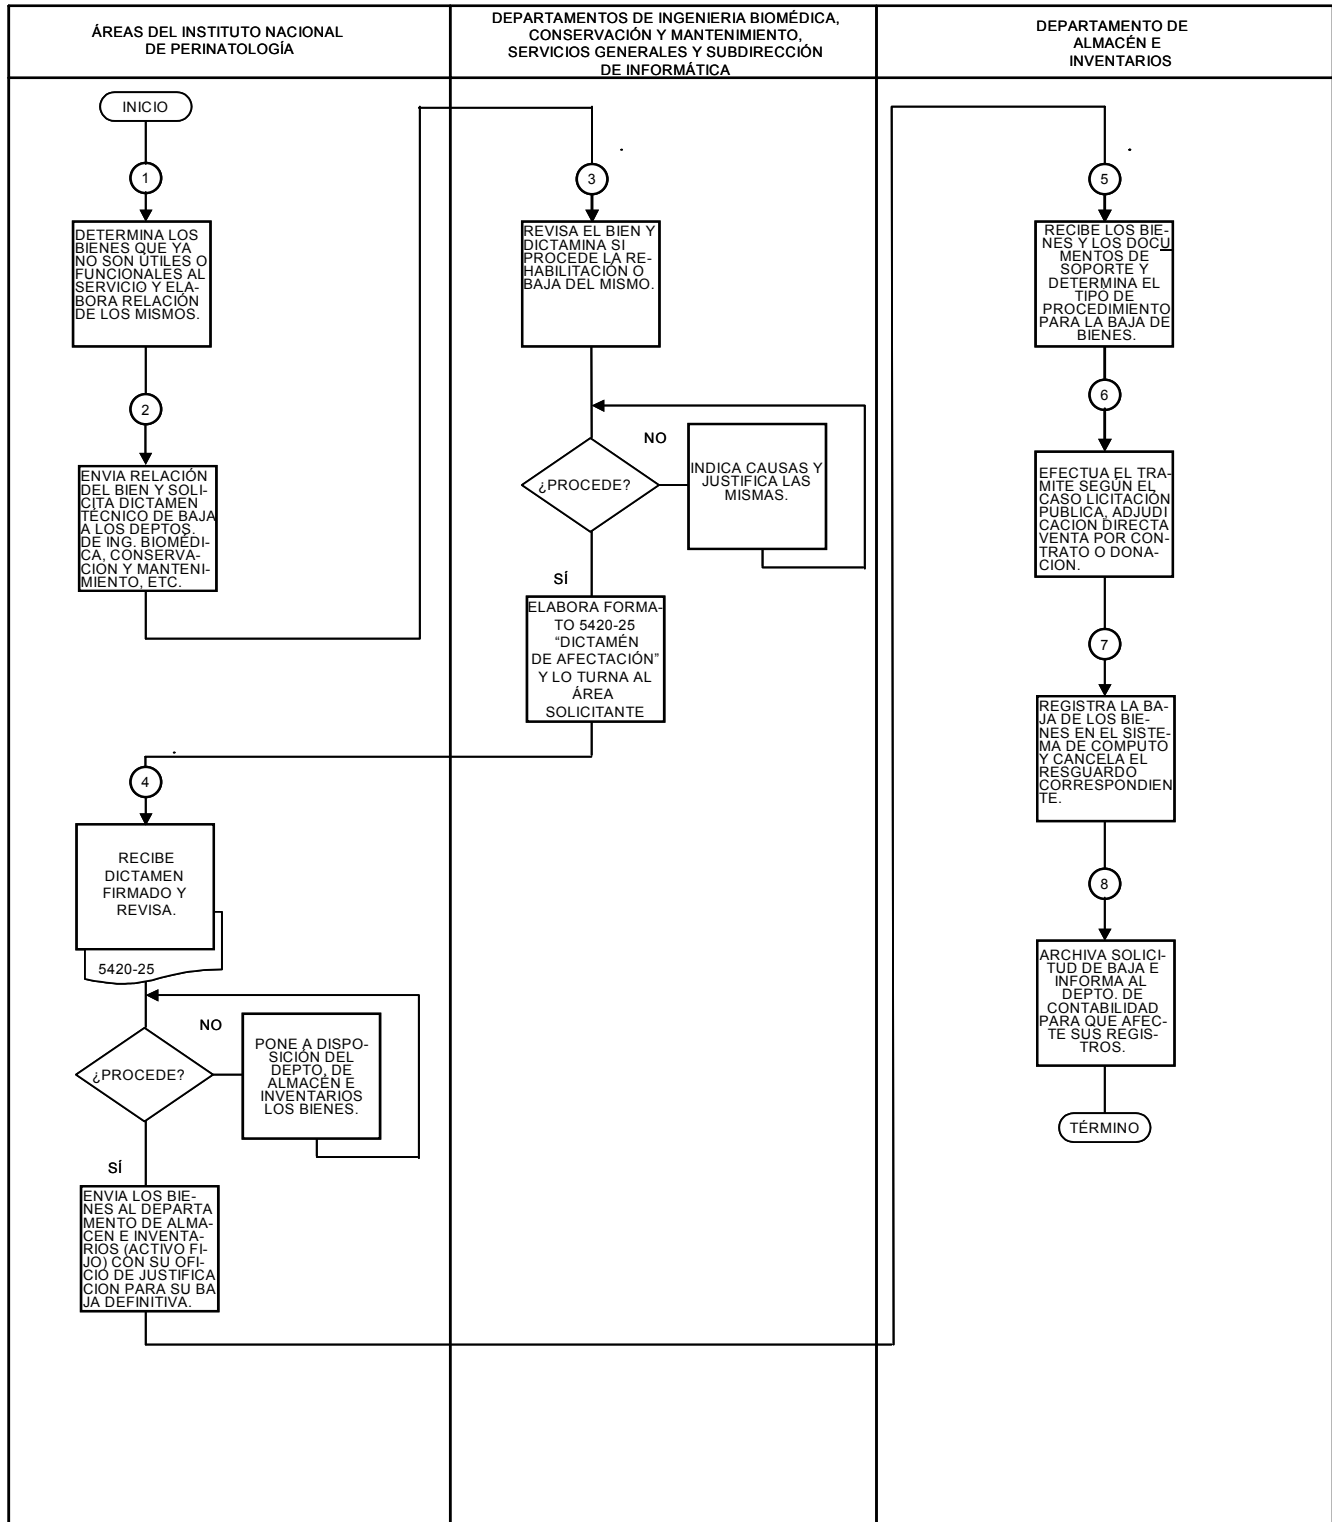 ÁREAS DEL INSTITUTO NACIONAL
DE PERINATOLOGÍA
DEPARTAMENTOS DE INGENIERIA BIOMÉDICA,
CONSERVACIÓN Y MANTENIMIENTO,
SERVICIOS GENERALES Y SUBDIRECCIÓN
DE INFORMÁTICA
DEPARTAMENTO DE
ALMACÉN E
INVENTARIOS
INICIO
1
DETERMINA LOS
BIENES QUE YA
NO SON ÚTILES O
FUNCIONALES AL
SERVICIO Y ELA-
BORA RELACIÓN
DE LOS MISMOS.
2
ENVIA RELACIÓN
DEL BIEN Y SOLI-
CITA DICTAMEN
TÉCNICO DE BAJA
A LOS DEPTOS.
DE ING. BIOMÉDI-
CA, CONSERVA-
CION Y MANTENI-
MIENTO, ETC.
3
REVISA EL BIEN Y
DICTAMINA SI
PROCEDE LA RE-
HABILITACIÓN O
BAJA DEL MISMO.
¿PROCEDE?
NO
INDICA CAUSAS Y
JUSTIFICA LAS
MISMAS.
SÍ
ELABORA FORMA-
TO 5420-25
“DICTAMÉN
DE AFECTACIÓN”
Y LO TURNA AL
ÁREA
SOLICITANTE
4
RECIBE
DICTAMEN
FIRMADO Y
REVISA.
5420-25
¿PROCEDE?
NO
PONE A DISPO-
SICIÓN DEL
DEPTO, DE
ALMACÉN E
INVENTARIOS
LOS BIENES.
SÍ
ENVIA LOS BIE-
NES AL DEPARTA
MENTO DE ALMA-
CEN E INVENTA-
RIOS (ACTIVO FI-
JO) CON SU OFI-
CIO DE JUSTIFICA
CION PARA SU BA
JA DEFINITIVA.
5
RECIBE LOS BIE-
NES Y LOS DOCU
MENTOS DE
SOPORTE Y
DETERMINA EL
TIPO DE
PROCEDIMIENTO
PARA LA BAJA DE
BIENES.
6
EFECTUA EL TRA-
MITE SEGÚN EL
CASO LICITACIÓN
PUBLICA, ADJUDI
CACION DIRECTA
VENTA POR CON-
TRATO O DONA-
CIÓN.
7
REGISTRA LA BA-
JA DE LOS BIE-
NES EN EL SISTE-
MA DE COMPUTO
Y CANCELA EL
RESGUARDO
CORRESPONDIEN
TE.
8
ARCHIVA SOLICI-
TUD DE BAJA E
INFORMA AL
DEPTO. DE
CONTABILIDAD
PARA QUE AFEC-
TE SUS REGIS-
TROS.
TÉRMINO